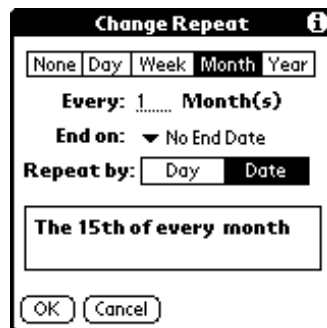 Change Repeat i
None Day Week Month Year
Every: 1 Month(s)
End on: No End Date
Repeat by: Day Date
The 15th of every month
OK Cancel